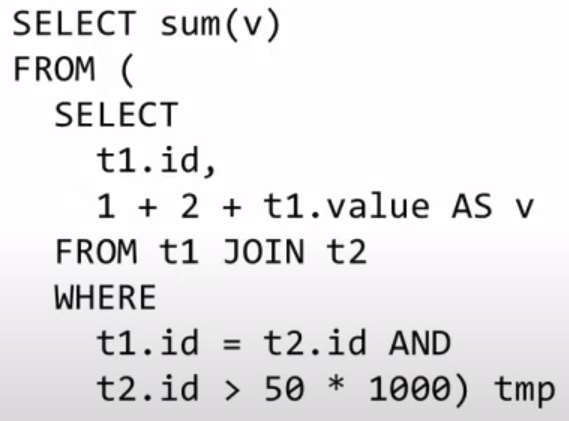 SELECT sum(v)
FROM (
  SELECT
    t1.id,
    1 + 2 + t1.value AS v
  FROM t1 JOIN t2
  WHERE
    t1.id = t2.id AND
    t2.id > 50 * 1000) tmp